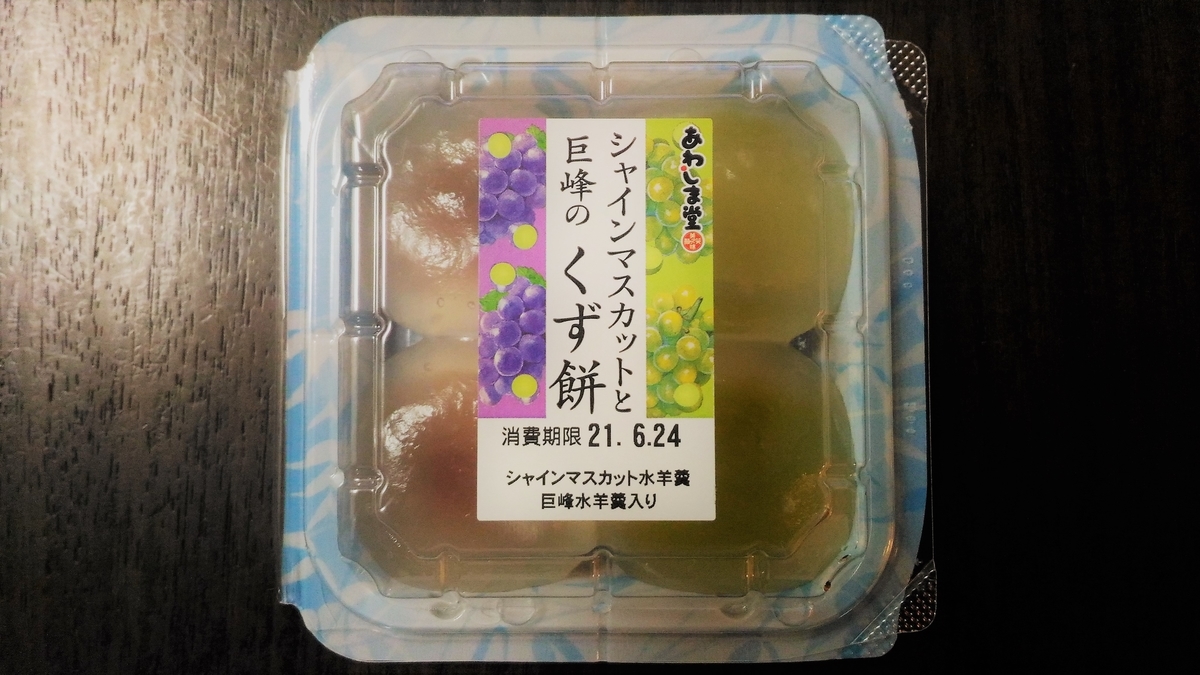 あわしま堂
シャインマスカットと
巨峰のくず餅
消費期限 21. 6.24
シャインマスカット水羊羹
巨峰水羊羹入り